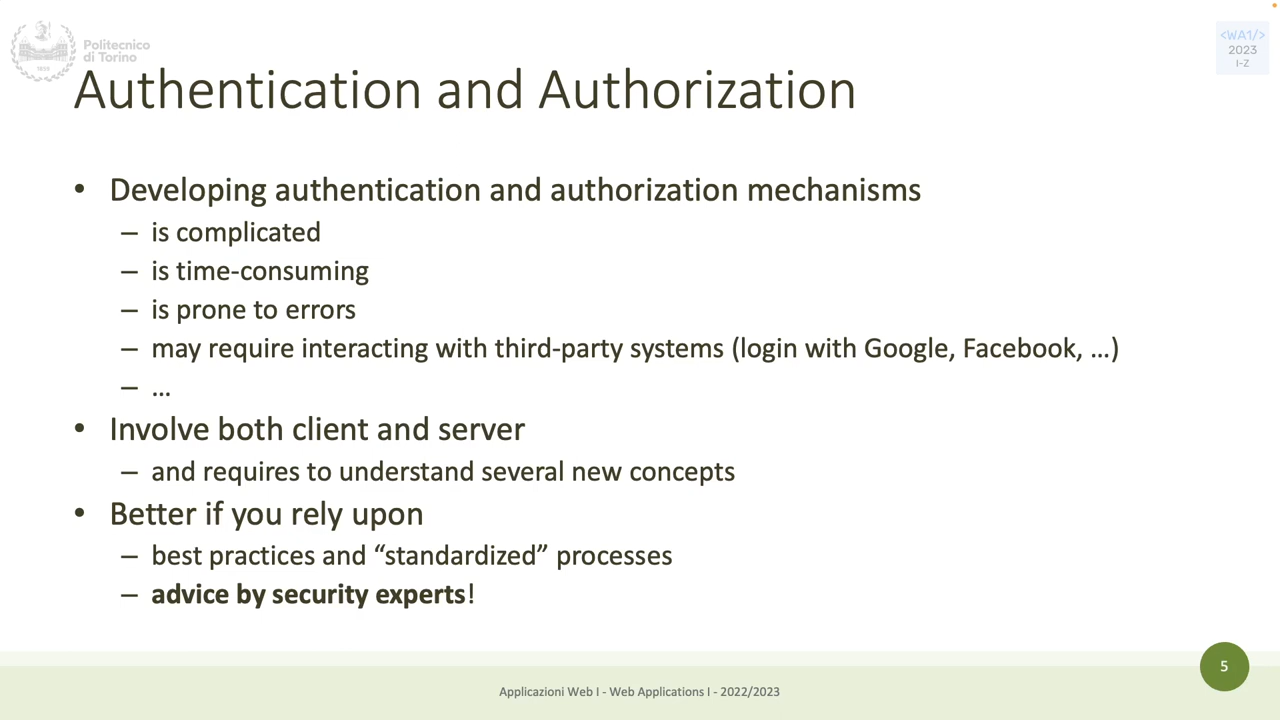 Politecnico
di Torino
1859
<WA1/>
2023
I-Z
Authentication and Authorization
• Developing authentication and authorization mechanisms
– is complicated
– is time-consuming
– is prone to errors
– may require interacting with third-party systems (login with Google, Facebook, …)
– …
• Involve both client and server
– and requires to understand several new concepts
• Better if you rely upon
– best practices and “standardized” processes
– advice by security experts!
5
Applicazioni Web I - Web Applications I - 2022/2023